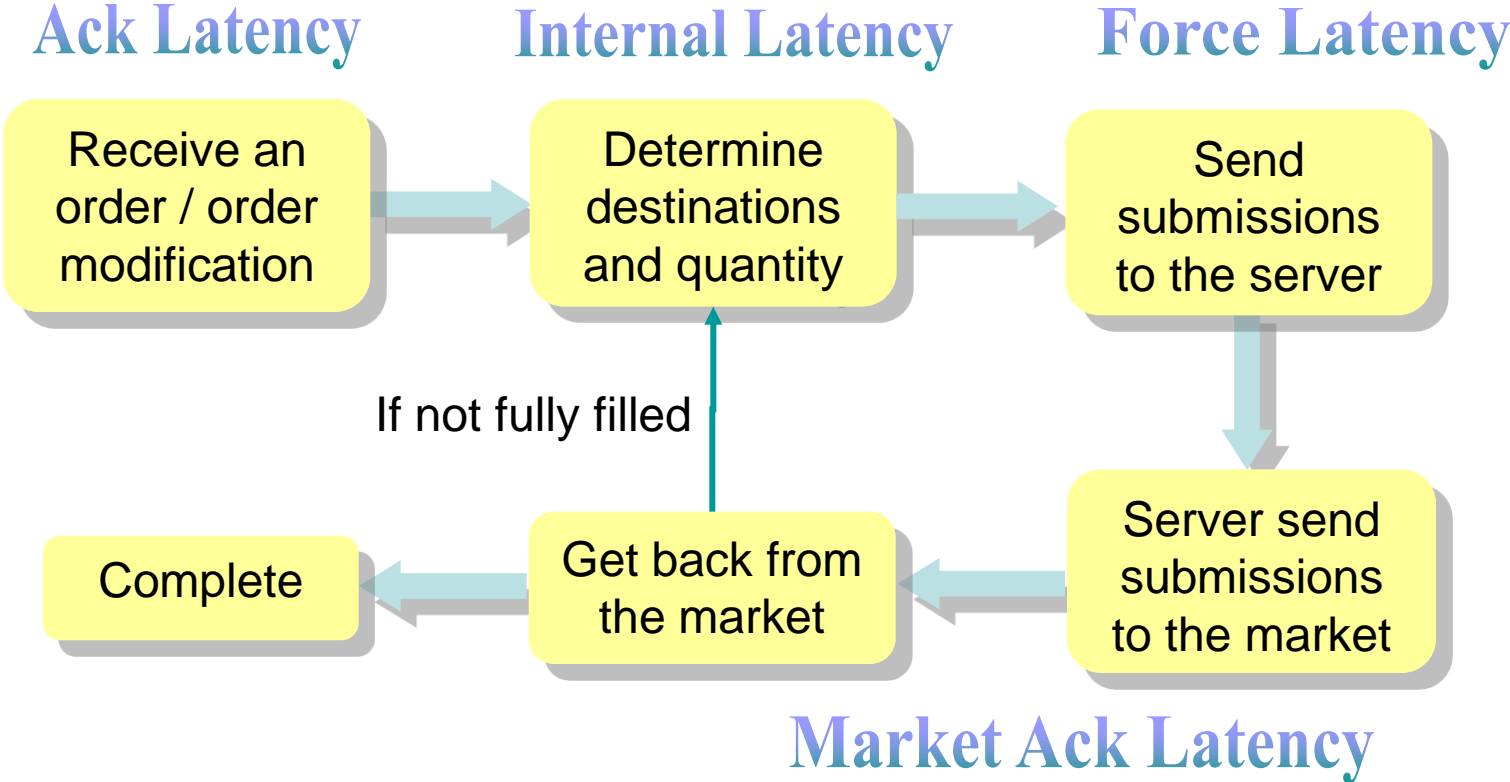 Ack Latency
Internal Latency
Force Latency
Receive an
order / order
modification
Determine
destinations
and quantity
Send
submissions
to the server
If not fully filled
Complete
Get back from
the market
Server send
submissions
to the market
Market Ack Latency